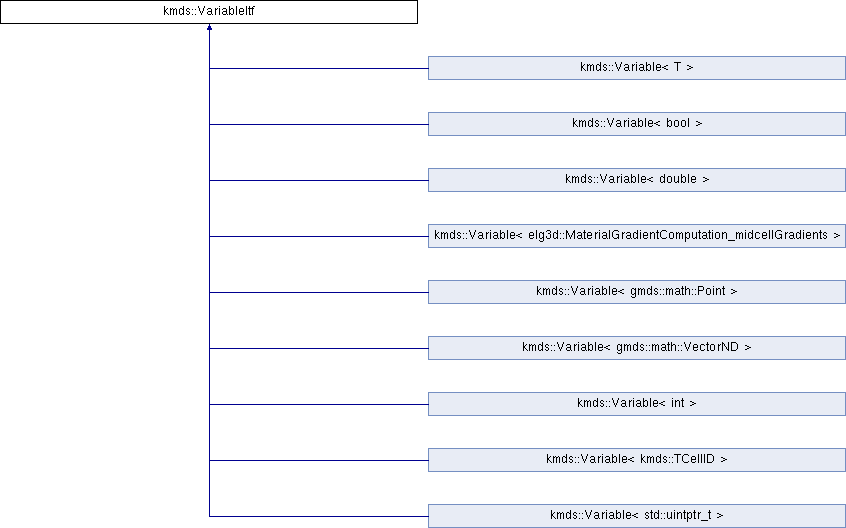 kmds::VariableItf
kmds::Variable< T >
kmds::Variable< bool >
kmds::Variable< double >
kmds::Variable< elg3d::MaterialGradientComputation_midcellGradients >
kmds::Variable< gmds::math::Point >
kmds::Variable< gmds::math::VectorND >
kmds::Variable< int >
kmds::Variable< kmds::TCellID >
kmds::Variable< std::uintptr_t >